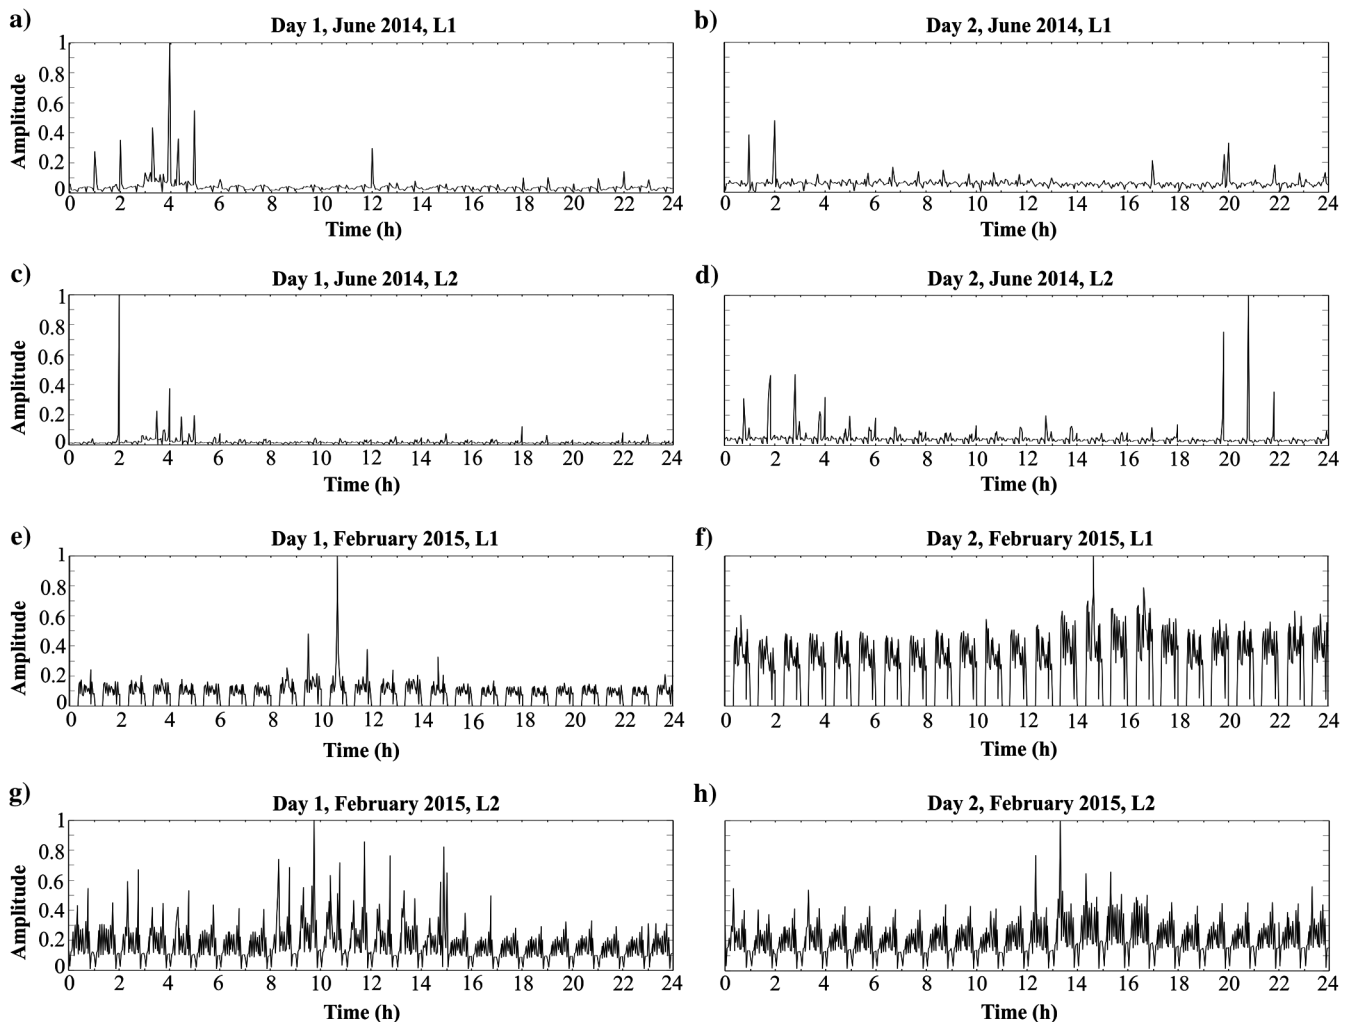 a) Day 1, June 2014, L1
Amplitude
1
0.8
0.6
0.4
0.2
0
0 2 4 6 8 10 12 14 16 18 20 22 24
Time (h)
b) Day 2, June 2014, L1
0 2 4 6 8 10 12 14 16 18 20 22 24
Time (h)
c) Day 1, June 2014, L2
Amplitude
1
0.8
0.6
0.4
0.2
0
0 2 4 6 8 10 12 14 16 18 20 22 24
Time (h)
d) Day 2, June 2014, L2
0 2 4 6 8 10 12 14 16 18 20 22 24
Time (h)
e) Day 1, February 2015, L1
Amplitude
1
0.8
0.6
0.4
0.2
0
0 2 4 6 8 10 12 14 16 18 20 22 24
Time (h)
f) Day 2, February 2015, L1
0 2 4 6 8 10 12 14 16 18 20 22 24
Time (h)
g) Day 1, February 2015, L2
Amplitude
1
0.8
0.6
0.4
0.2
0
0 2 4 6 8 10 12 14 16 18 20 22 24
Time (h)
h) Day 2, February 2015, L2
0 2 4 6 8 10 12 14 16 18 20 22 24
Time (h)